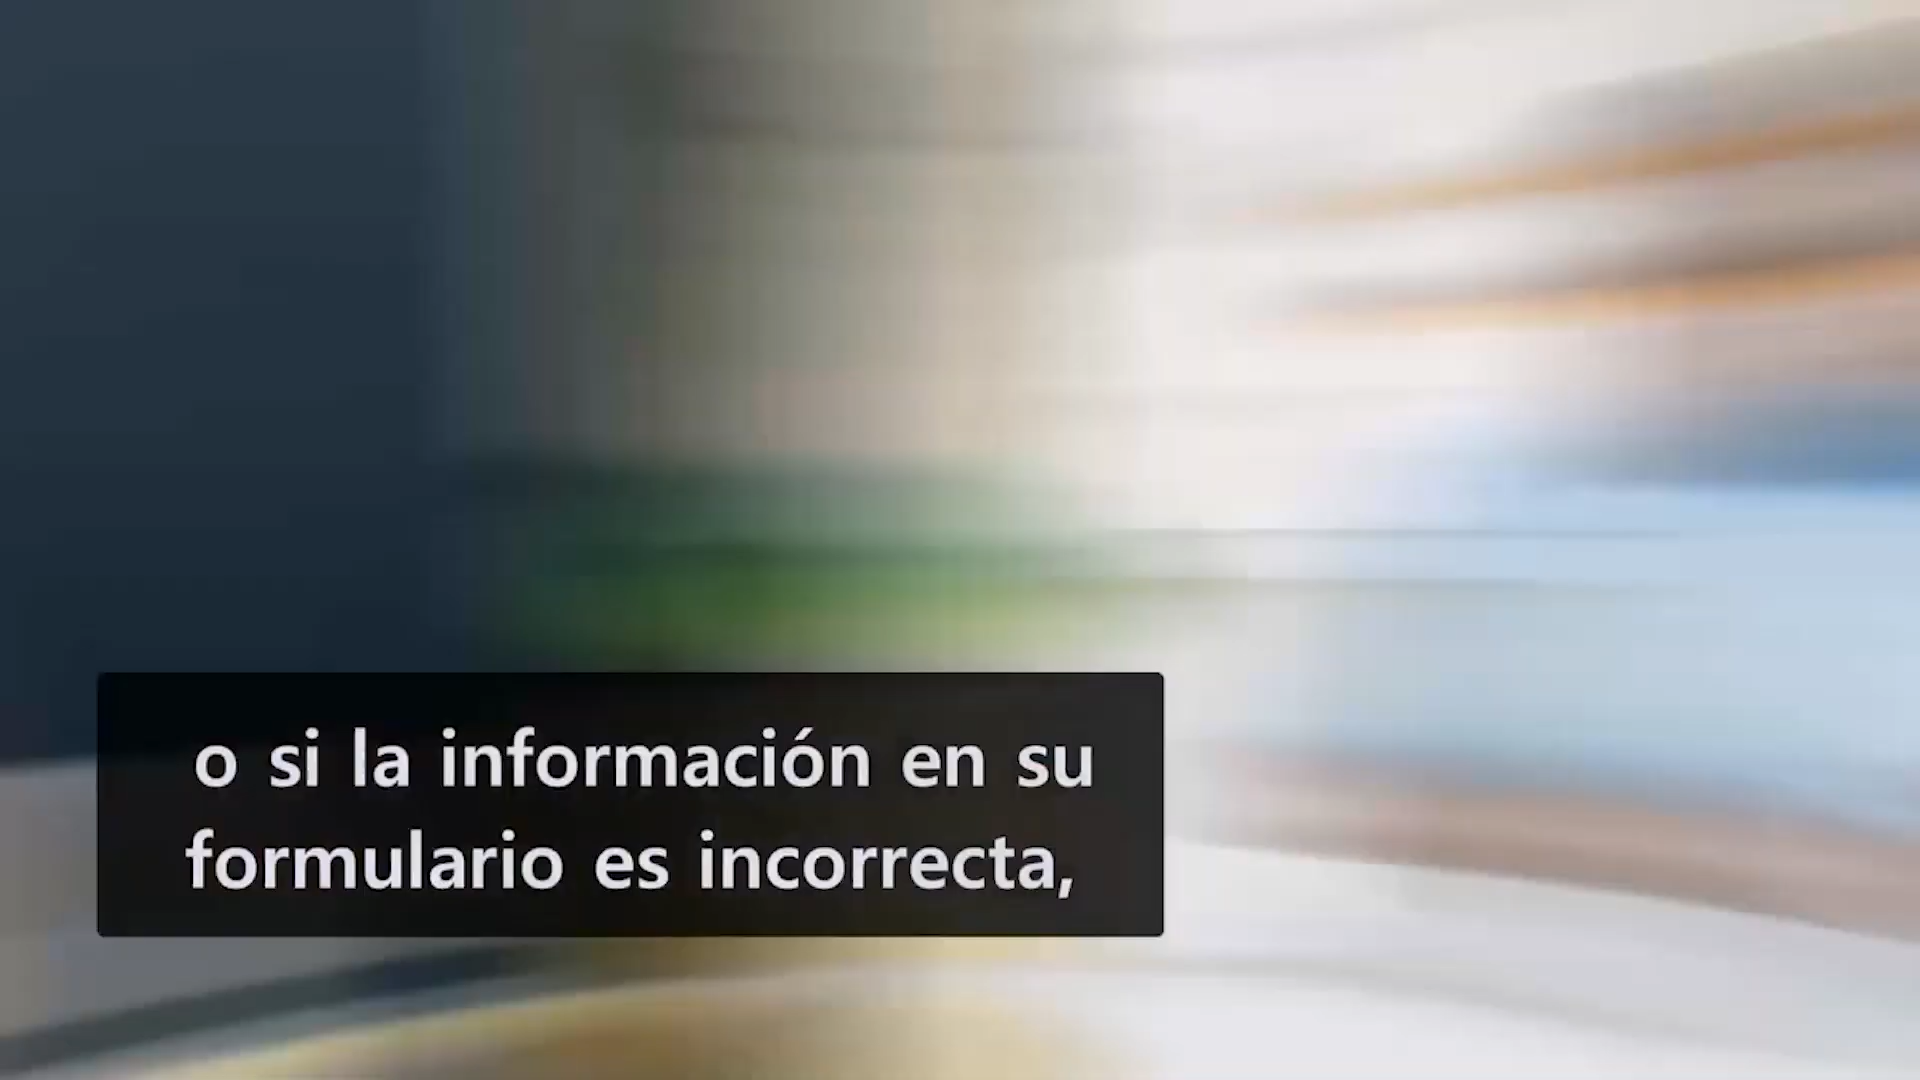 o si la información en su
formulario es incorrecta,